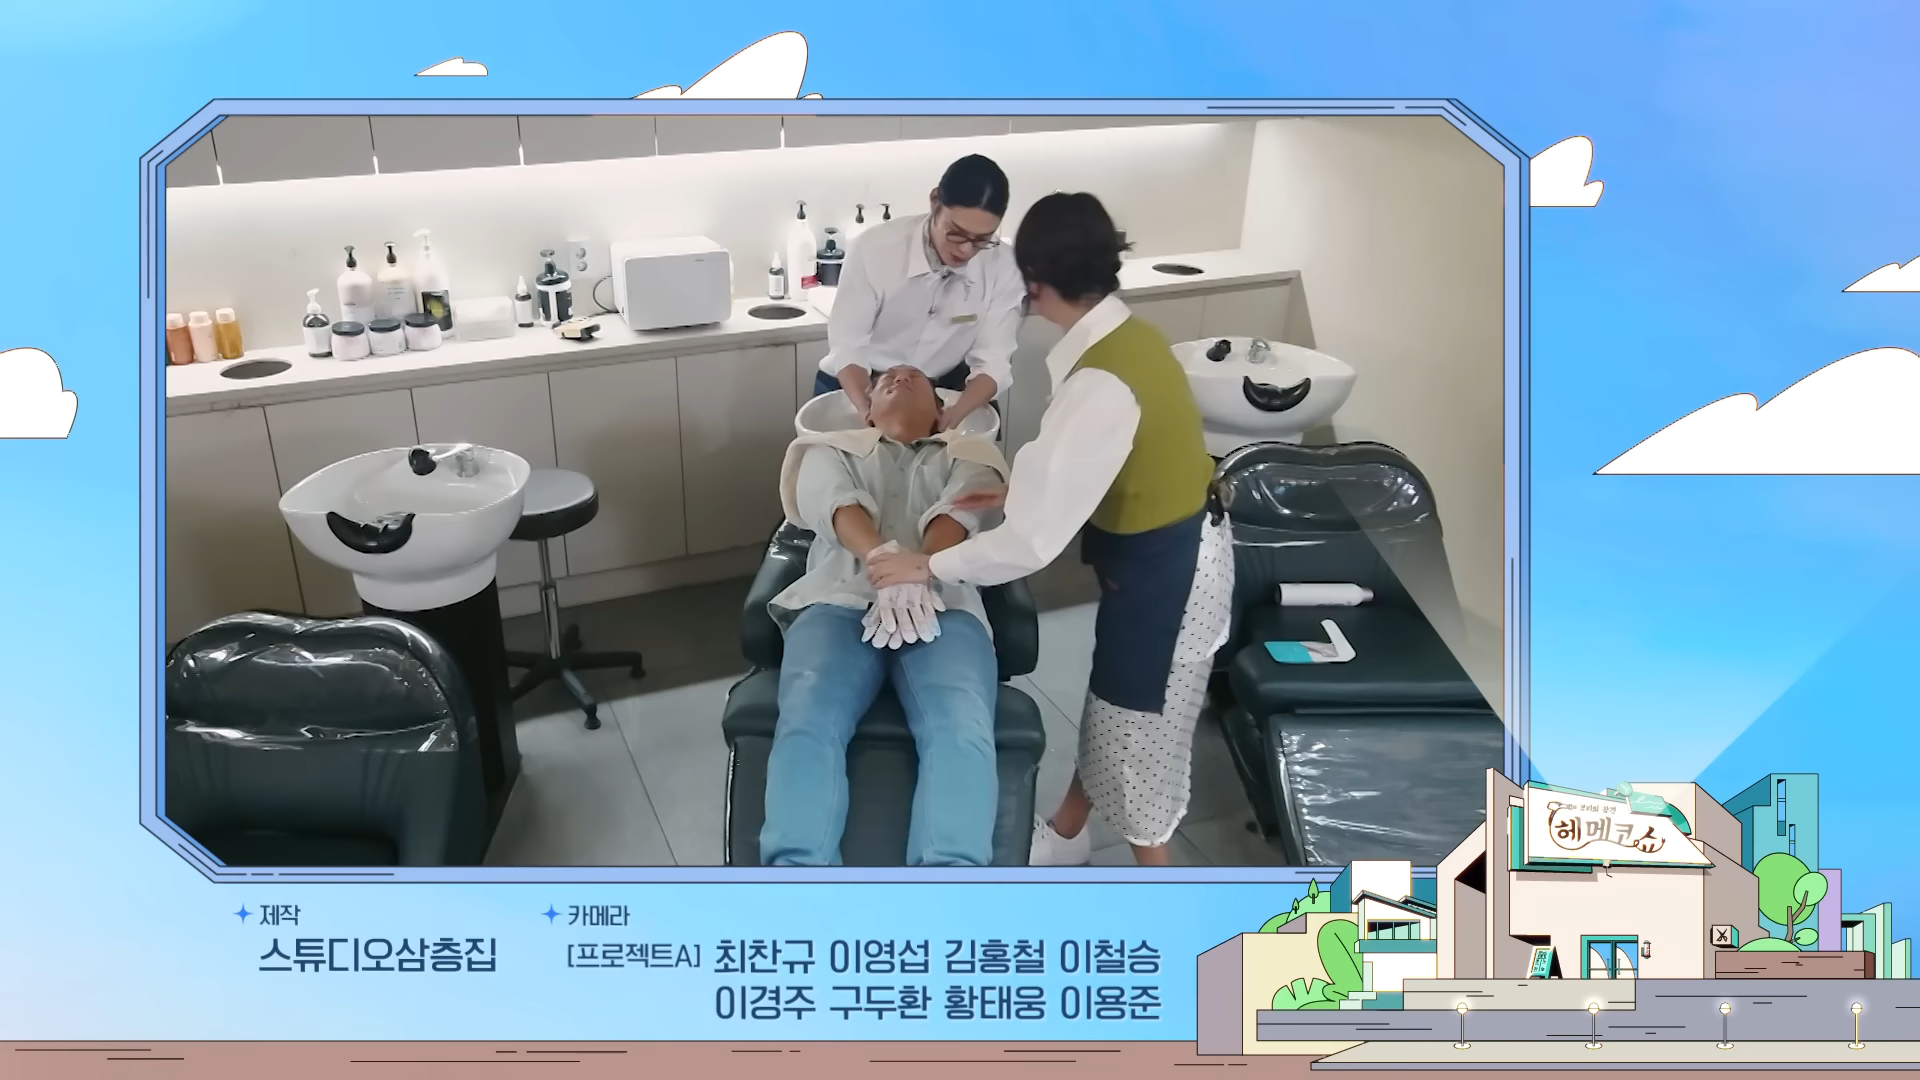 헤메코쇼
제작
스튜디오삼층집
카메라
[프로젝트A] 최찬규 이영섭 김홍철 이철승
이경주 구두환 황태웅 이용준